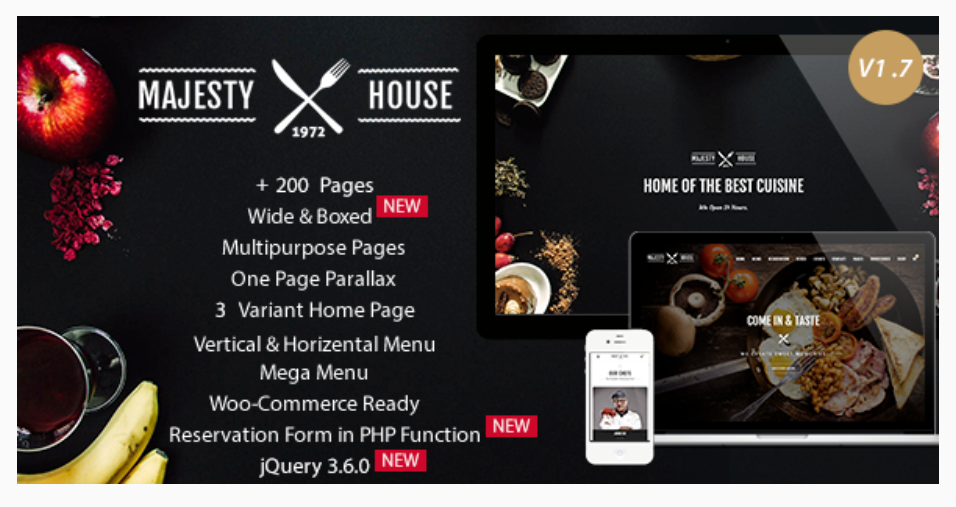 MAJESTY HOUSE
1972
+ 200 Pages
Wide & Boxed NEW
Multipurpose Pages
One Page Parallax
3 Variant Home Page
Vertical & Horizental Menu
Mega Menu
Woo-Commerce Ready
Reservation Form in PHP Function NEW
jQuery 3.6.0 NEW
V1.7
MAJESTY HOUSE
HOME OF THE BEST CUISINE
We Open 24 Hours
MAJESTY HOUSE
COME IN & TASTE
OUR CHEFS